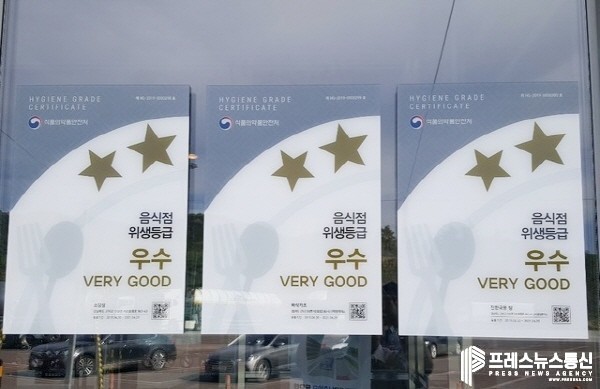 HYGIENE GRADE
CERTIFICATE
식품의약품안전처
음식점
위생등급
우수
VERY GOOD
HYGIENE GRADE
CERTIFICATE
식품의약품안전처
음식점
위생등급
우수
VERY GOOD
HYGIENE GRADE
CERTIFICATE
식품의약품안전처
음식점
위생등급
우수
VERY GOOD
프레스뉴스통신
PRESS NEWS AGENCY